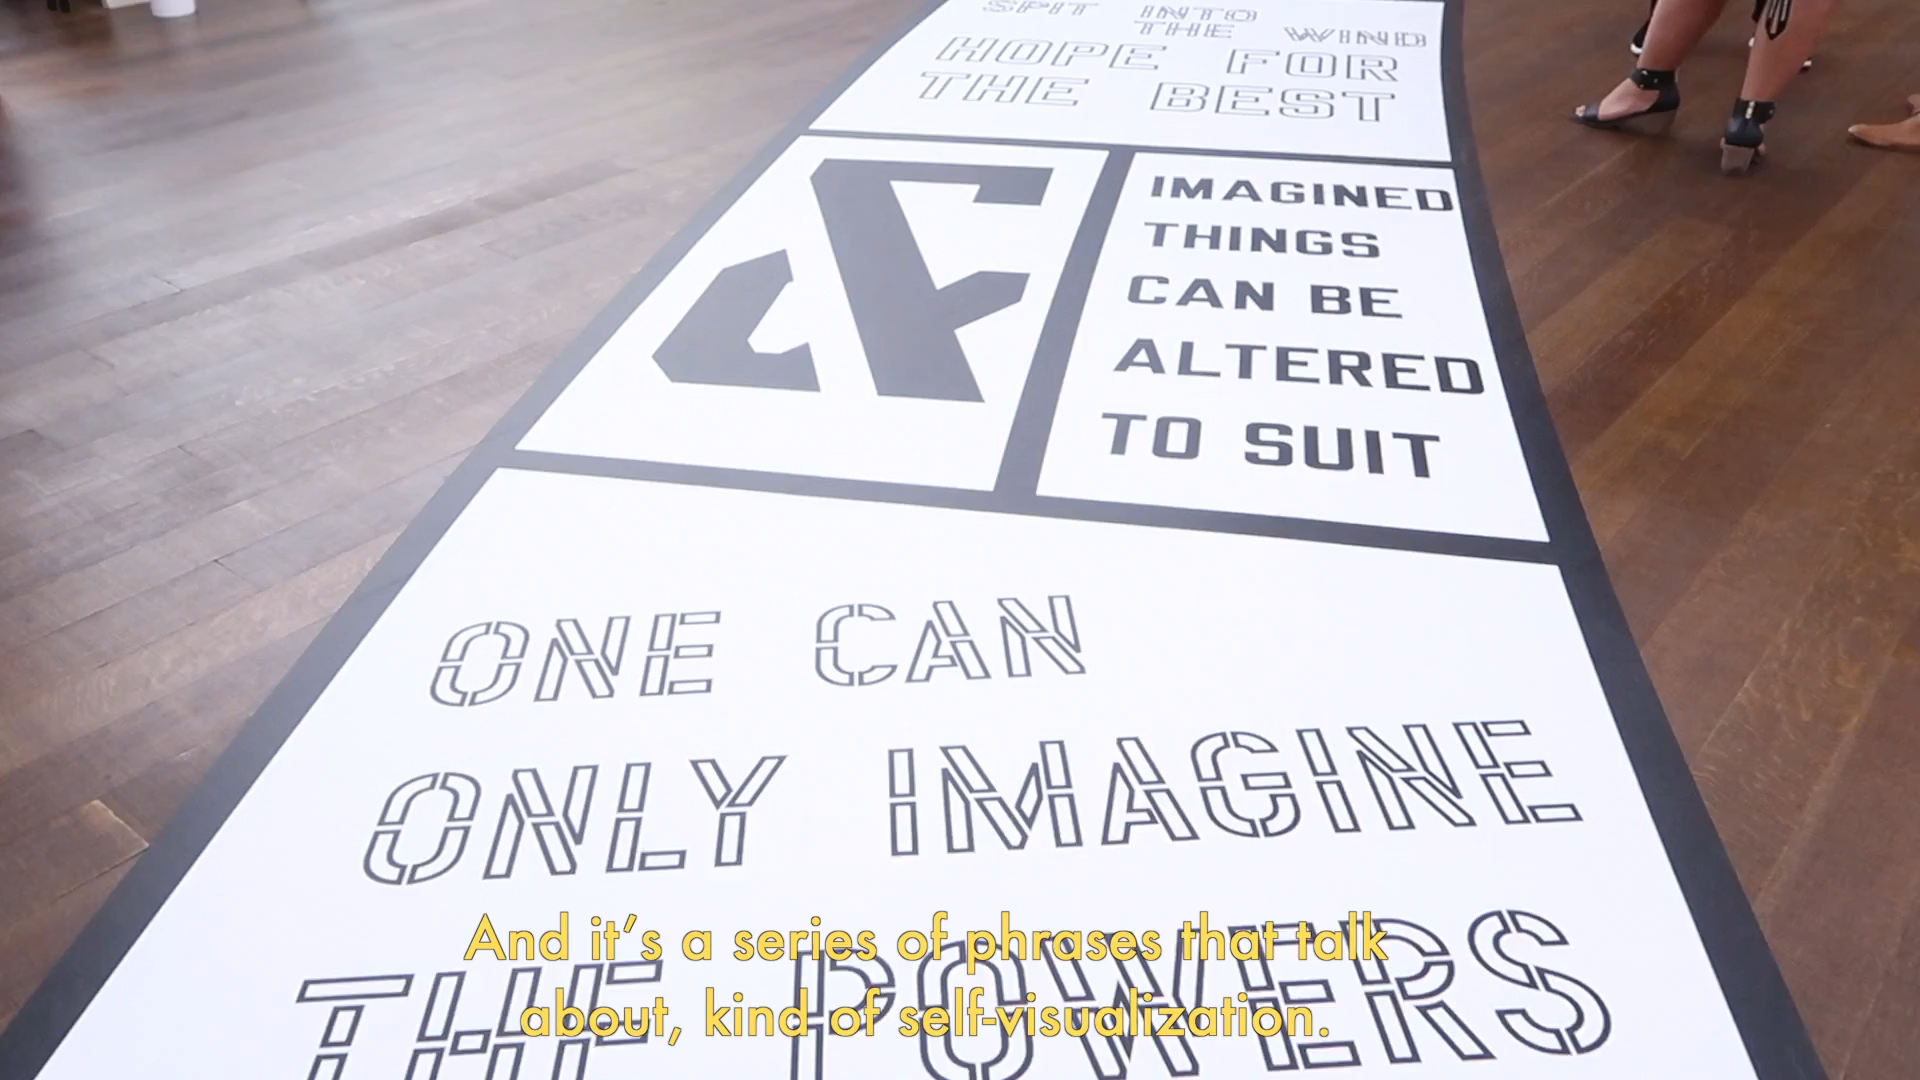 SPIT INTO
THE WIND
HOPE FOR
THE BEST
&
IMAGINED
THINGS
CAN BE
ALTERED
TO SUIT
ONE CAN
ONLY IMAGINE
THE POWERS
And it's a series of phrases that talk
about, kind of self-visualization.